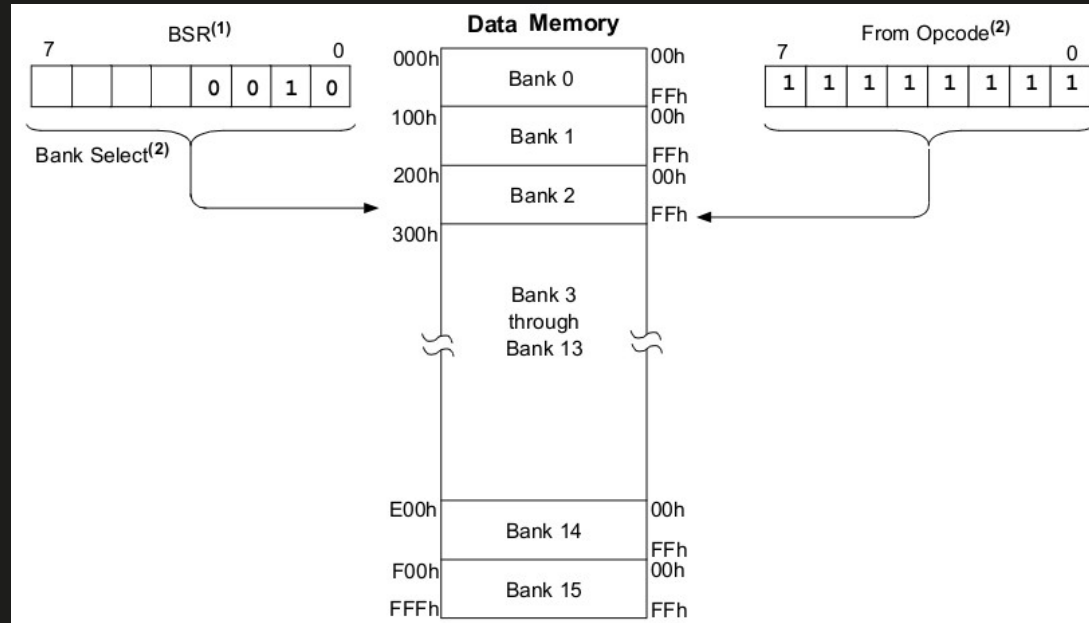 Data Memory
BSR(1)
7 0
0 0 1 0
Bank Select(2)
From Opcode(2)
7 0
1 1 1 1 1 1 1 1
000h Bank 0 00h
FFh
100h Bank 1 00h
FFh
200h Bank 2 00h
FFh
300h
Bank 3
through
Bank 13
E00h Bank 14 00h
FFh
F00h Bank 15 00h
FFFh FFh